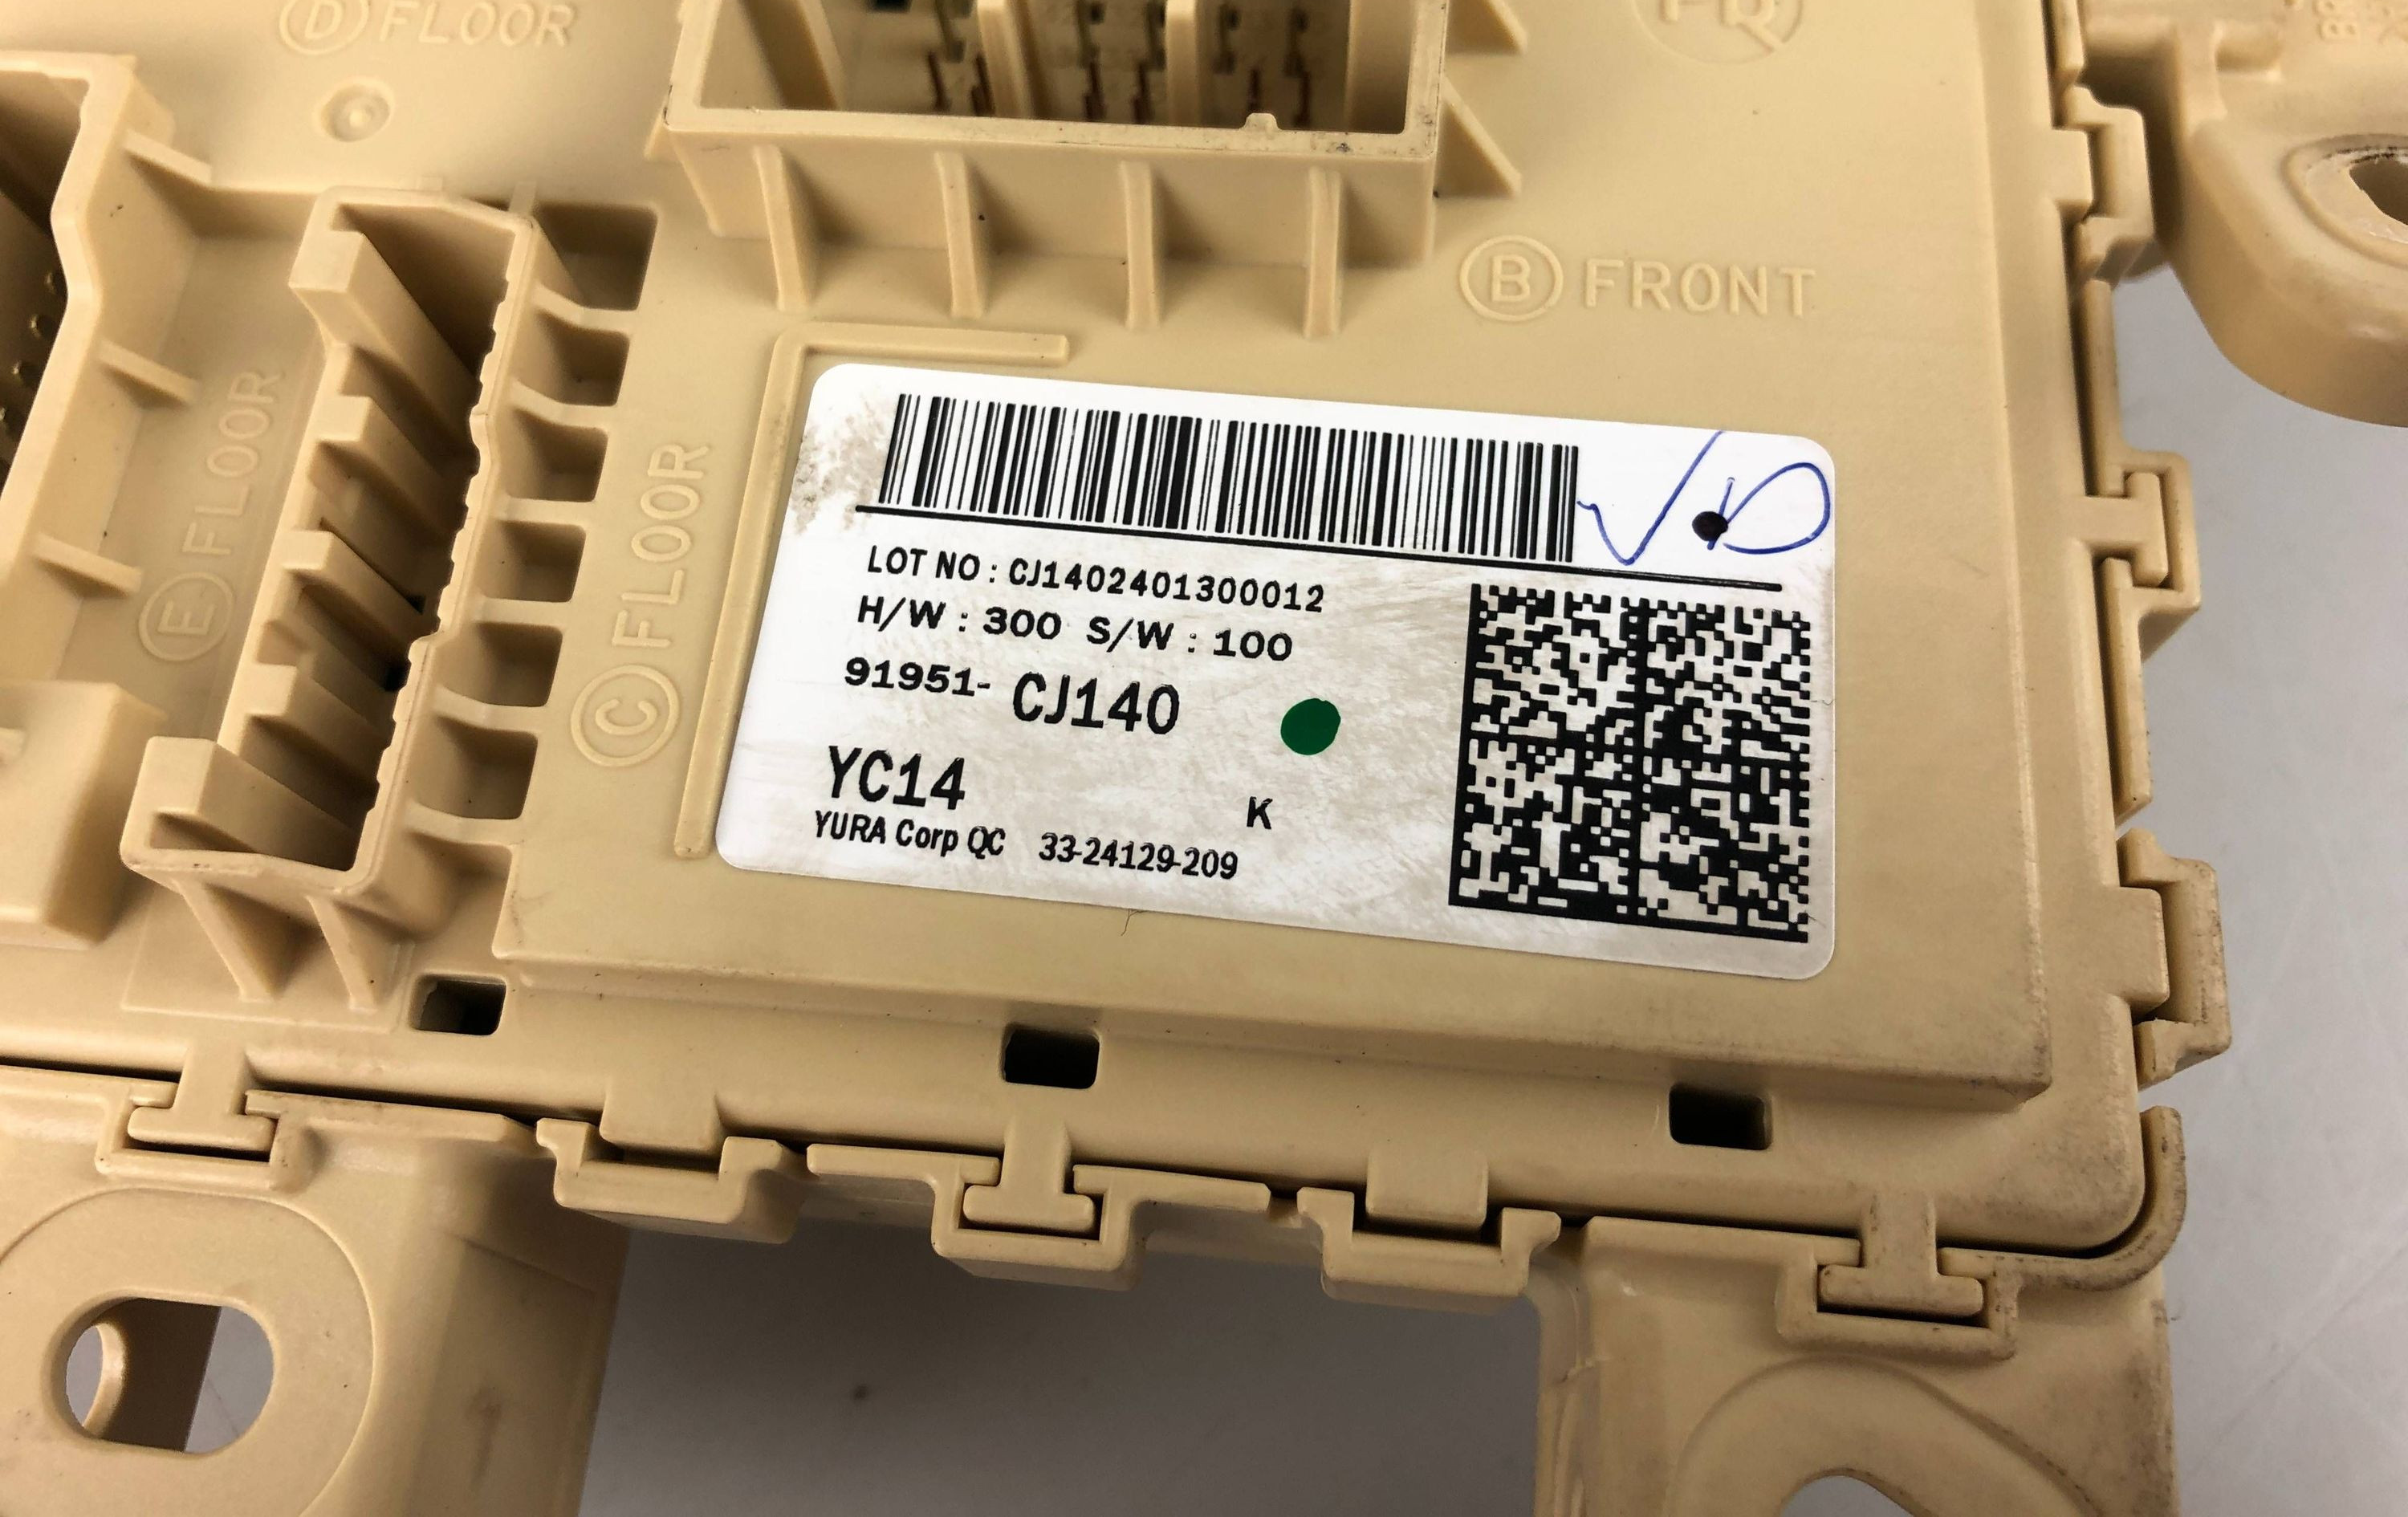 D FLOOR
B FRONT
E FLOOR
C FLOOR
LOT NO : CJ1402401300012
H/W : 300 S/W : 100
91951- CJ140
YC14
K
YURA Corp QC 33-24129-209